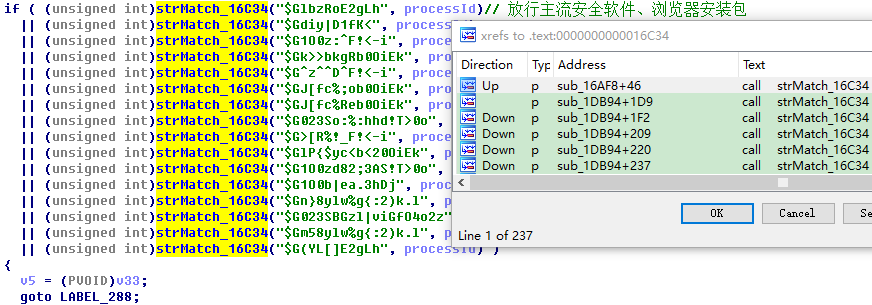 if ( (unsigned int)strMatch_16C34("$GlbzRoE2gLh", processId)// 放行主流安全软件、浏览器安装包
|| (unsigned int)strMatch_16C34("$Gdiy|D1fK<", process
|| (unsigned int)strMatch_16C34("$G1O0z:^F!<-i", proce
|| (unsigned int)strMatch_16C34("$Gk>>bkgRb0OiEk", pro
|| (unsigned int)strMatch_16C34("$G^z^^D^F!<-i", proce
|| (unsigned int)strMatch_16C34("$GJ[fc%;ob0OiEk", pro
|| (unsigned int)strMatch_16C34("$GJ[fc%Reb0OiEk", pro
|| (unsigned int)strMatch_16C34("$G023So:%:hhd!T>0o",
|| (unsigned int)strMatch_16C34("$G>[R%!_F!<-i", proce
|| (unsigned int)strMatch_16C34("$GlP{$yc<b<20OiEk", p
|| (unsigned int)strMatch_16C34("$G1O0zd82;3AS!T>0o",
|| (unsigned int)strMatch_16C34("$G1O0b|ea.3hDj", proc
|| (unsigned int)strMatch_16C34("$Gn}8ylw%g{:2)k.l", p
|| (unsigned int)strMatch_16C34("$G023SBGzl|viGfO4o2z"
|| (unsigned int)strMatch_16C34("$Gm58ylw%g{:2)k.l", p
|| (unsigned int)strMatch_16C34("$G(YL[]E2gLh", processId) )
{
v5 = (PVOID)v33;
goto LABEL_288;
xrefs to .text:0000000000016C34
Direction Typ Address Text
Up p sub_16AF8+46 call strMatch_16C34
p sub_1DB94+1D9 call strMatch_16C34
Down p sub_1DB94+1F2 call strMatch_16C34
Down p sub_1DB94+209 call strMatch_16C34
Down p sub_1DB94+220 call strMatch_16C34
Down p sub_1DB94+237 call strMatch_16C34
OK Cancel Se
Line 1 of 237